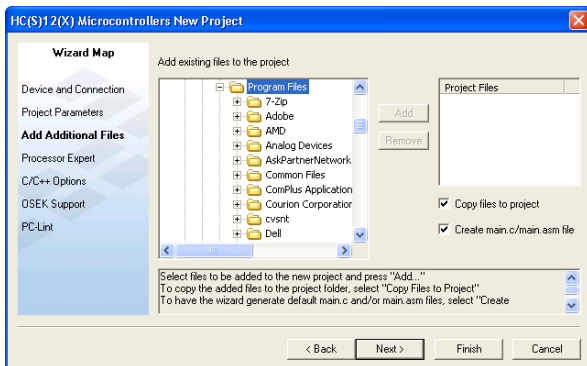 HC(S)12(X) Microcontrollers New Project
Wizard Map
Device and Connection
Project Parameters
Add Additional Files
Processor Expert
C/C++ Options
OSEK Support
PC-Lint
Add existing files to the project
Program Files
7-Zip
Adobe
AMD
Analog Devices
AskPartnerNetwork
Common Files
ComPlus Application
Courion Corporation
cvsnt
Dell
Add
Remove
Project Files
Copy files to project
Create main.c/main.asm file
Select files to be added to the new project and press "Add..."
To copy the added files to the project folder, select "Copy Files to Project"
To have the wizard generate default main.c and/or main.asm files, select "Create
< Back
Next >
Finish
Cancel